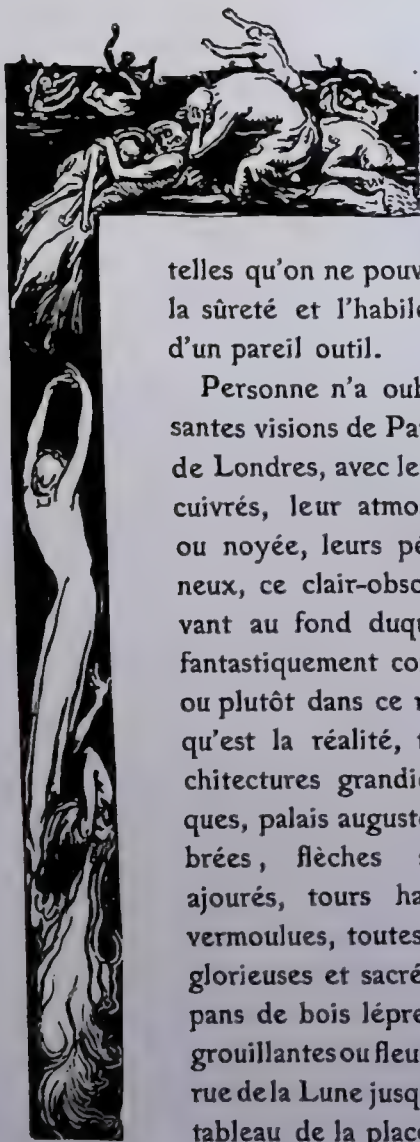 telles qu'on ne pouv
la sûreté et l'habile
d'un pareil outil.
Personne n'a oub
santes visions de Pa
de Londres, avec le
cuivrés, leur atmo
ou noyée, leurs pé
neux, ce clair-obsc
vant au fond duqu
fantastiquement co
ou plutôt dans ce r
qu'est la réalité, t
chitectures grandi
ques, palais auguste
brées, flèches s
ajourés, tours ha
vermoulues, toutes
glorieuses et sacré
pans de bois lépre
grouillantes ou fleu
rue de la Lune jusq
tableau de la place